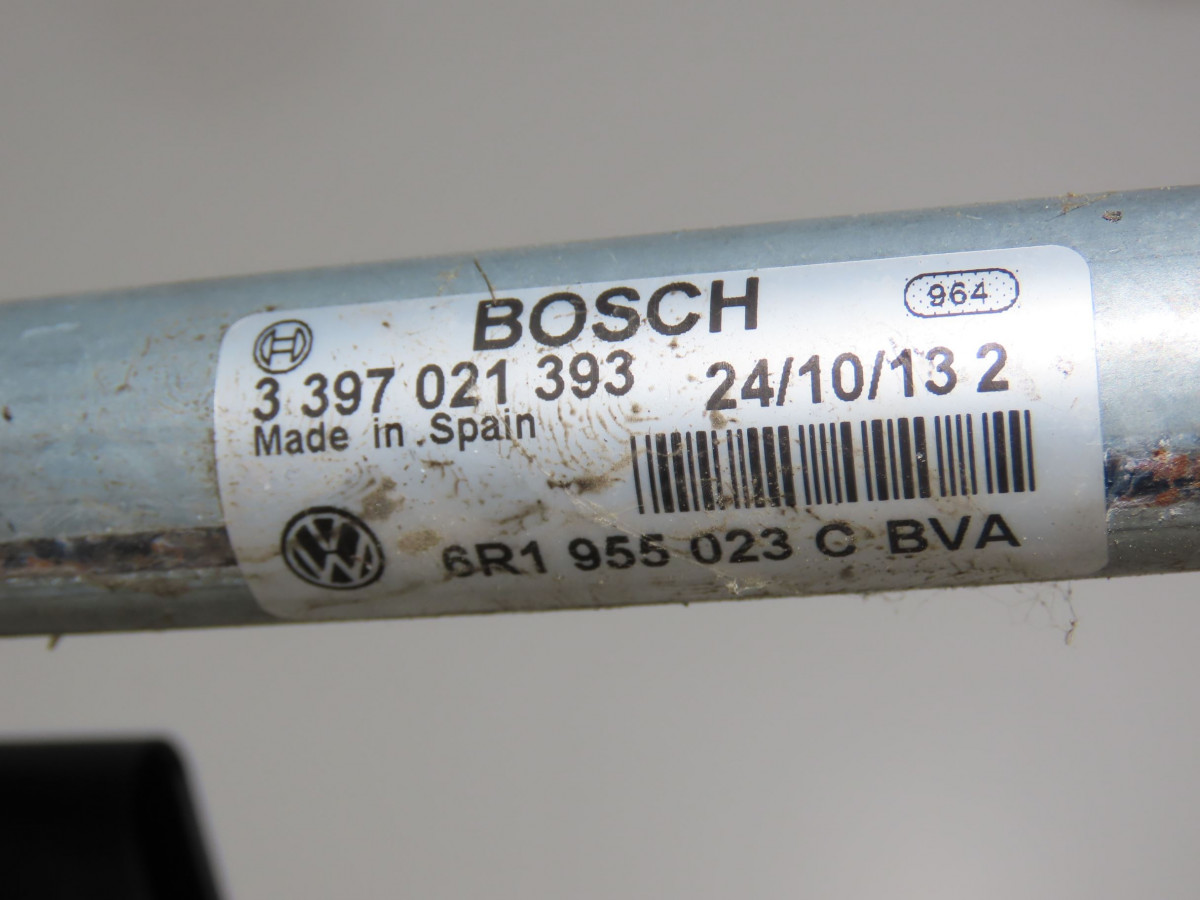 BOSCH
964
3 397 021 393
24/10/13 2
Made in Spain
6R1 955 023 C BVA